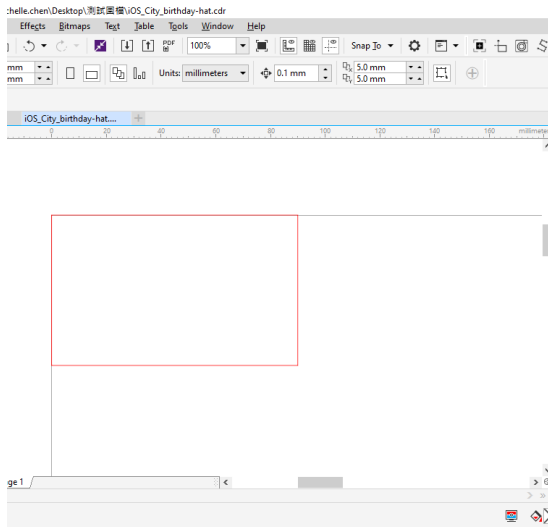 :helle.chen\Desktop\測試圖檔\iOS_City_birthday-hat.cdr
Effects Bitmaps Text Table Tools Window Help
PDF 100% Snap To
mm Units: millimeters 0.1 mm 5.0 mm
mm 5.0 mm
iOS_City_birthday-hat....
0 20 40 60 80 100 120 140 160 millimete
ge 1